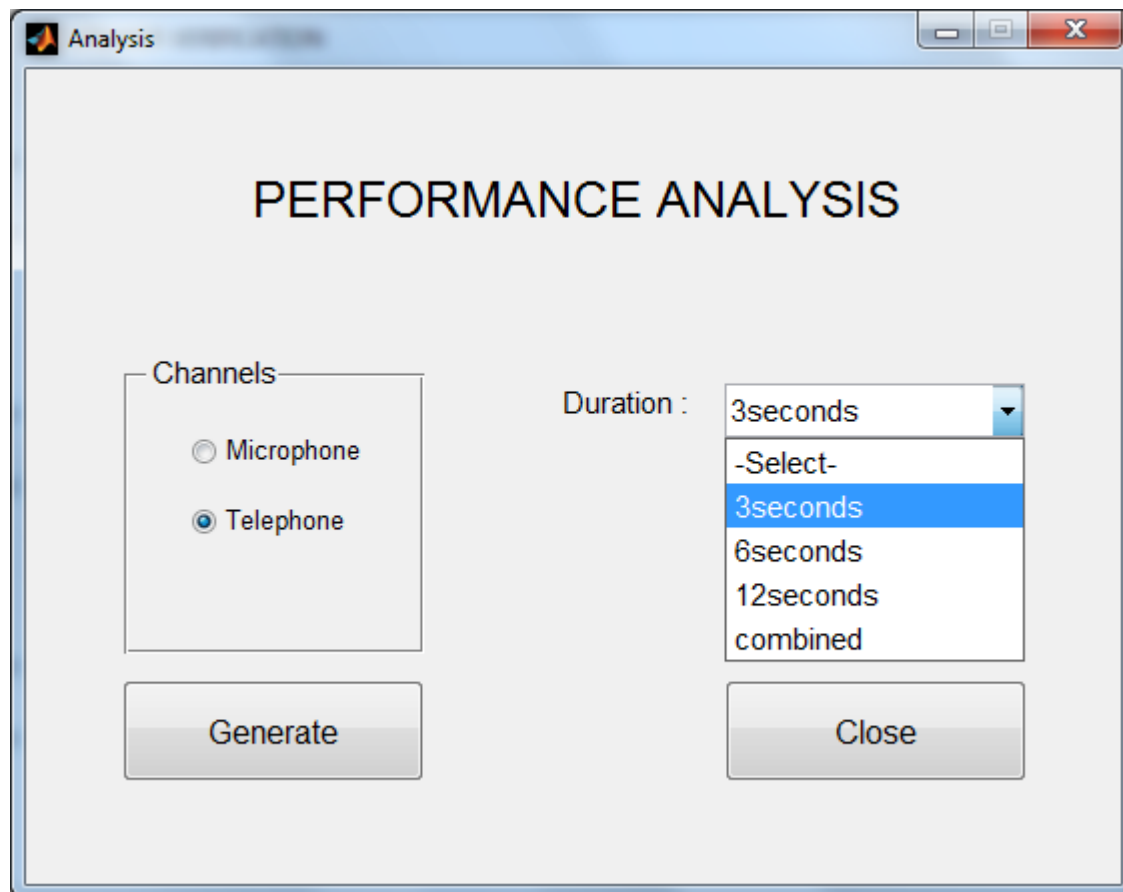 Analysis
PERFORMANCE ANALYSIS
Channels
Microphone
Telephone
Duration :
3seconds
-Select-
3seconds
6seconds
12seconds
combined
Generate
Close